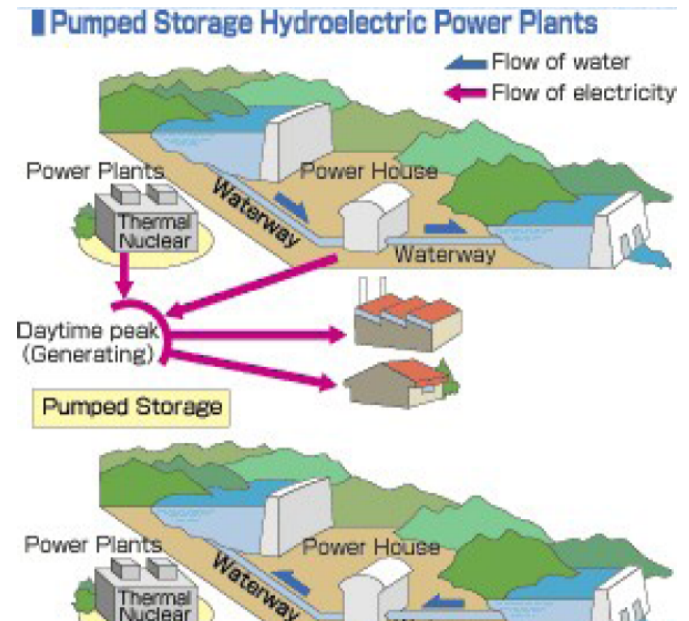 Pumped Storage Hydroelectric Power Plants
Flow of water
Flow of electricity
Power Plants
Power House
Waterway
Thermal
Nuclear
Waterway
Daytime peak
(Generating)
Pumped Storage
Power Plants
Power House
Waterway
Thermal
Nuclear